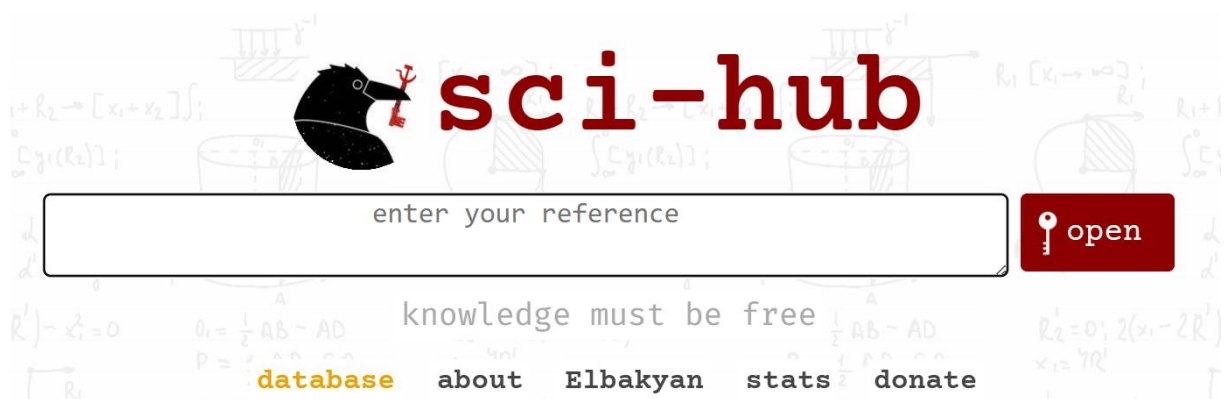 sci-hub
enter your reference
open
knowledge must be free
database about Elbakyan stats donate